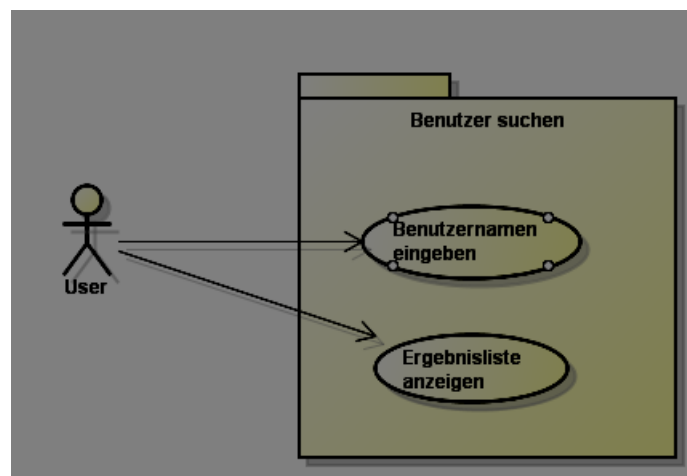 Benutzer suchen
Benutzernamen
eingeben
User
Ergebnisliste
anzeigen